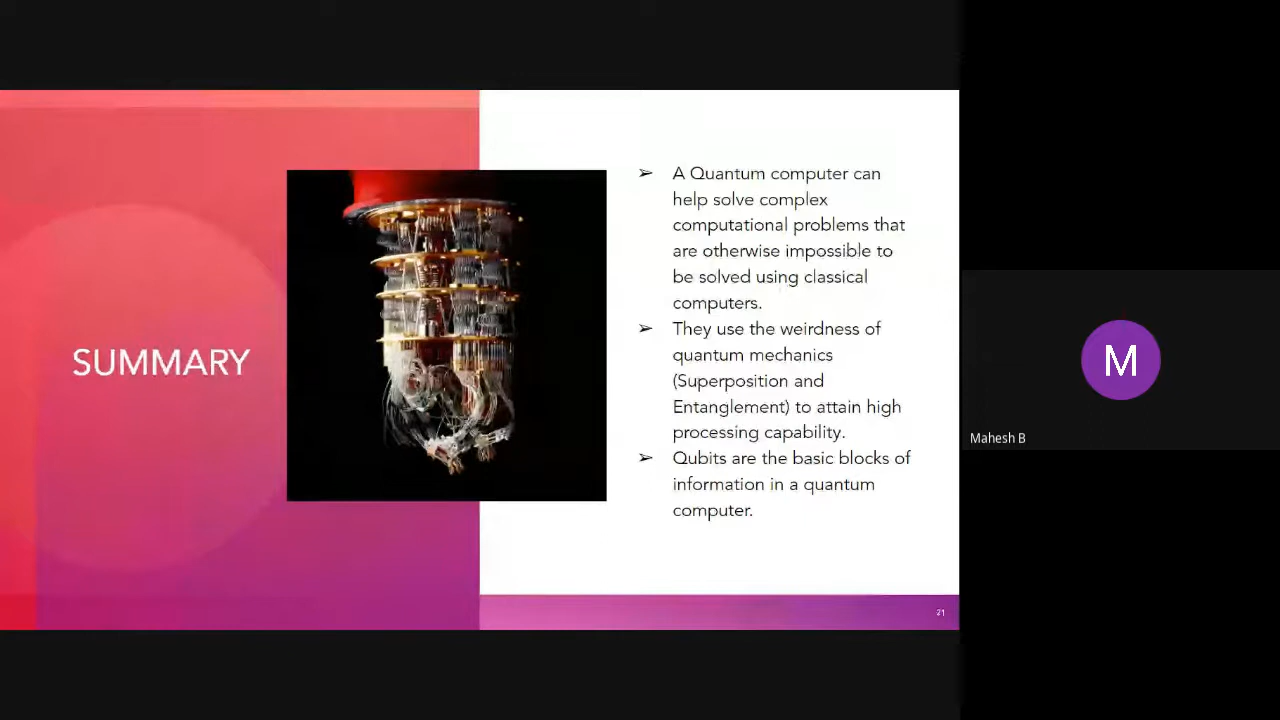 SUMMARY
➢ A Quantum computer can
help solve complex
computational problems that
are otherwise impossible to
be solved using classical
computers.
➢ They use the weirdness of
quantum mechanics
(Superposition and
Entanglement) to attain high
processing capability.
➢ Qubits are the basic blocks of
information in a quantum
computer.
21
M
Mahesh B